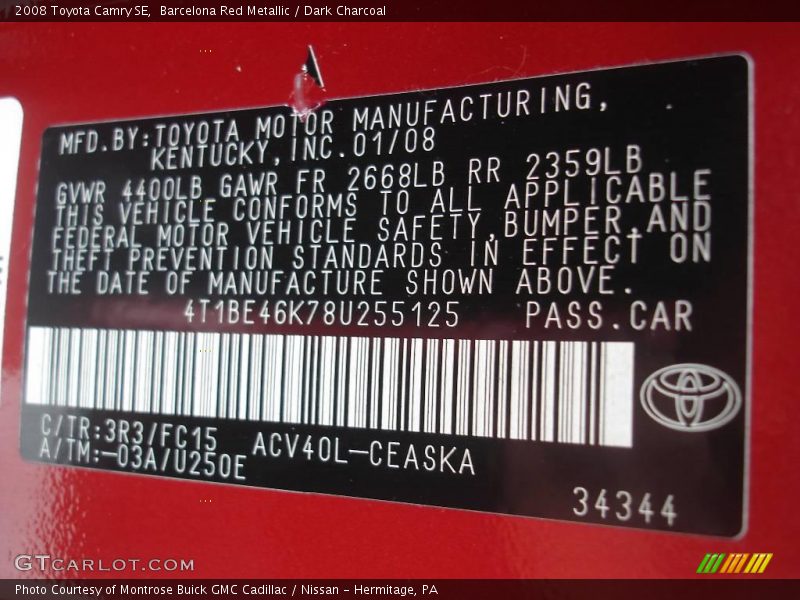 2008 Toyota Camry SE,  Barcelona Red Metallic / Dark Charcoal
MFD.BY:TOYOTA MOTOR MANUFACTURING,
KENTUCKY,INC.01/08
GVWR 4400LB GAWR FR 2668LB RR 2359LB
THIS VEHICLE CONFORMS TO ALL APPLICABLE
FEDERAL MOTOR VEHICLE SAFETY,BUMPER,AND
THEFT PREVENTION STANDARDS IN EFFECT ON
THE DATE OF MANUFACTURE SHOWN ABOVE.
4T1BE46K78U255125 PASS.CAR
C/TR:3R3/FC15 ACV40L-CEASKA
A/TM:-03A/U250E
34344
GTCARLOT.COM
Photo Courtesy of Montrose Buick GMC Cadillac / Nissan - Hermitage, PA